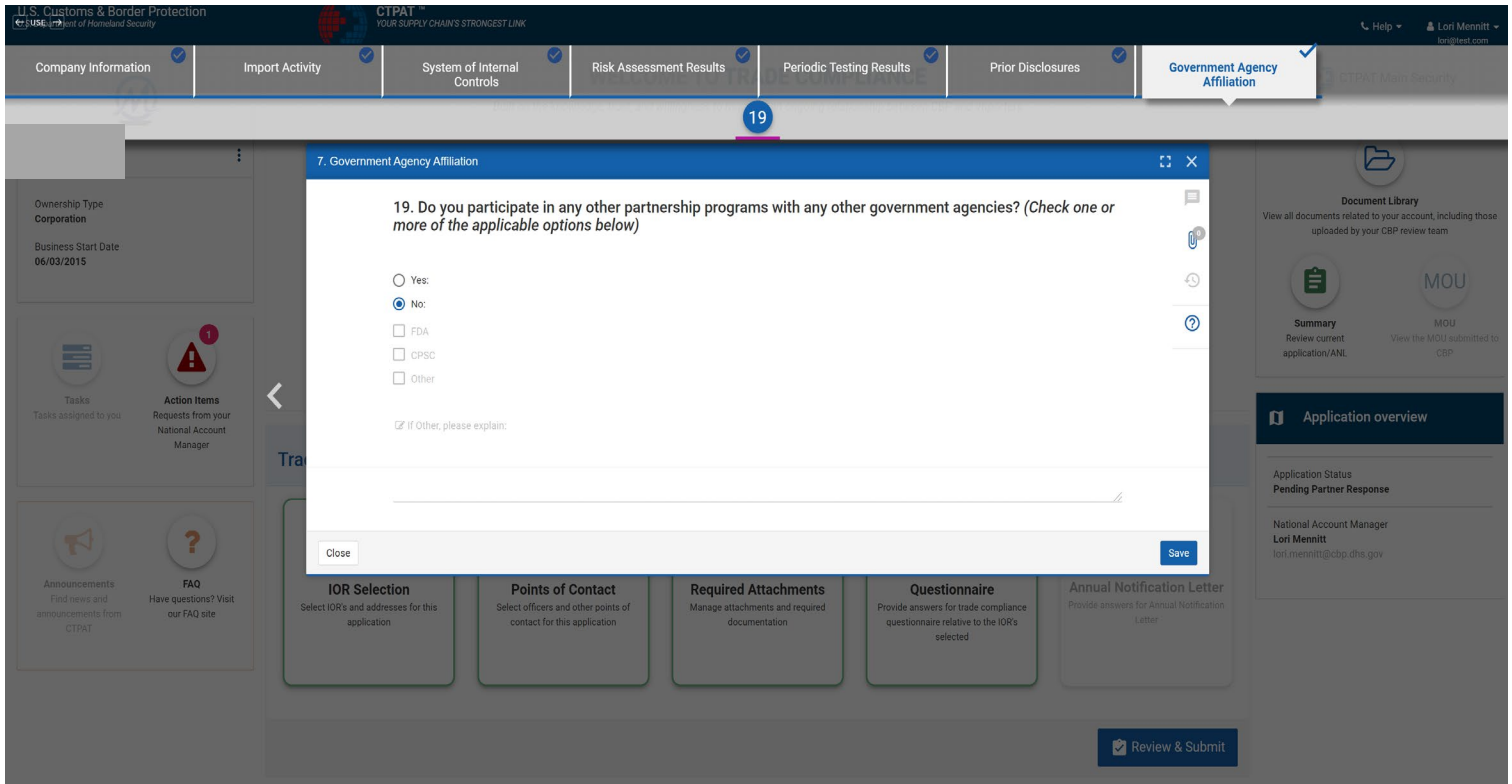 U.S. Customs & Border Protection
← USE →
CTPAT ™
YOUR SUPPLY CHAIN'S STRONGEST LINK
Help
Lori Mennitt
lori@test.com
Company Information
Import Activity
System of Internal
Controls
Risk Assessment Results
Periodic Testing Results
Prior Disclosures
Government Agency
Affiliation
WELCOME TO TRADE COMPLIANCE
CTPAT Main Security
19
7. Government Agency Affiliation
19. Do you participate in any other partnership programs with any other government agencies? (Check one or
more of the applicable options below)
0
Yes:
No:
FDA
CPSC
Other
If Other, please explain:
Close
Save
Ownership Type
Corporation
Business Start Date
06/03/2015
Tasks
Tasks assigned to you
1
Action Items
Requests from your
National Account
Manager
Announcements
Find news and
announcements from
CTPAT
FAQ
Have questions? Visit
our FAQ site
Tra
IOR Selection
Select IOR's and addresses for this
application
Points of Contact
Select officers and other points of
contact for this application
Required Attachments
Manage attachments and required
documentation
Questionnaire
Provide answers for trade compliance
questionnaire relative to the IOR's
selected
Annual Notification Letter
Provide answers for Annual Notification
Letter
Review & Submit
Document Library
View all documents related to your account, including those
uploaded by your CBP review team
Summary
Review current
application/ANL
MOU
MOU
View the MOU submitted to
CBP
Application overview
Application Status
Pending Partner Response
National Account Manager
Lori Mennitt
lori.mennitt@cbp.dhs.gov